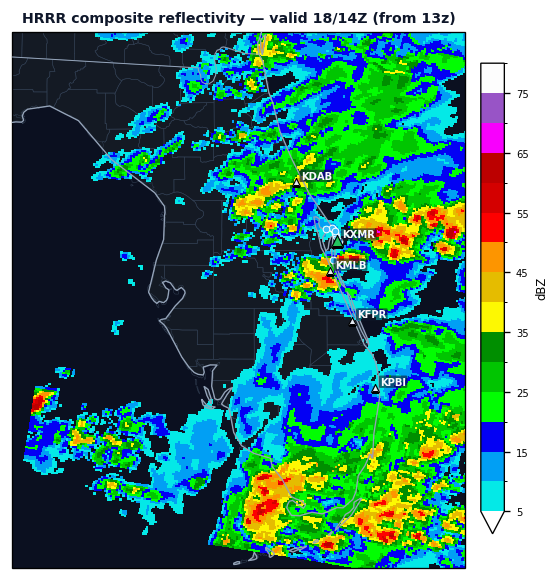 HRRR composite reflectivity — valid 18/14Z (from 13z)
KDAB
KXMR
KMLB
KFPR
KPBI
75
65
55
45
35
25
15
5
dBZ